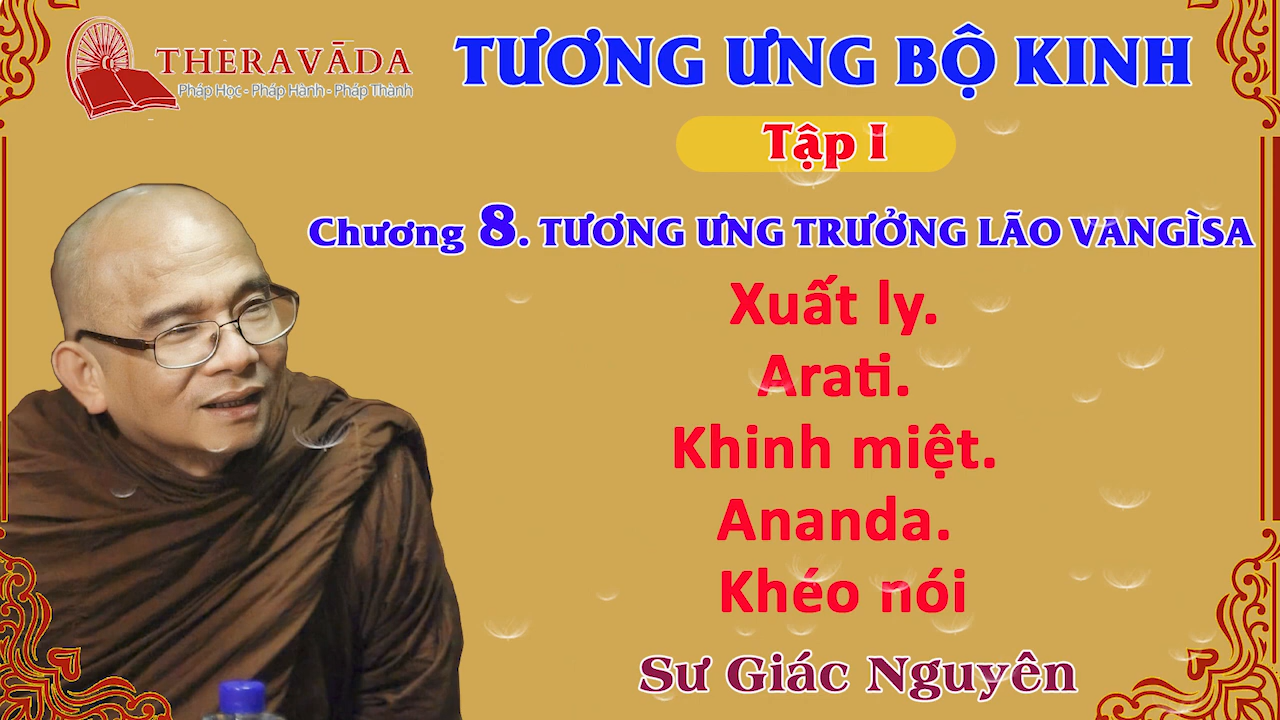 THERAVĀDA
Pháp Học - Pháp Hành - Pháp Thành
TƯƠNG ƯNG BỘ KINH
Tập I
Chương 8. TƯƠNG ƯNG TRƯỞNG LÃO VANGÌSA
Xuất ly.
Arati.
Khinh miệt.
Ananda.
Khéo nói
Sư Giác Nguyên